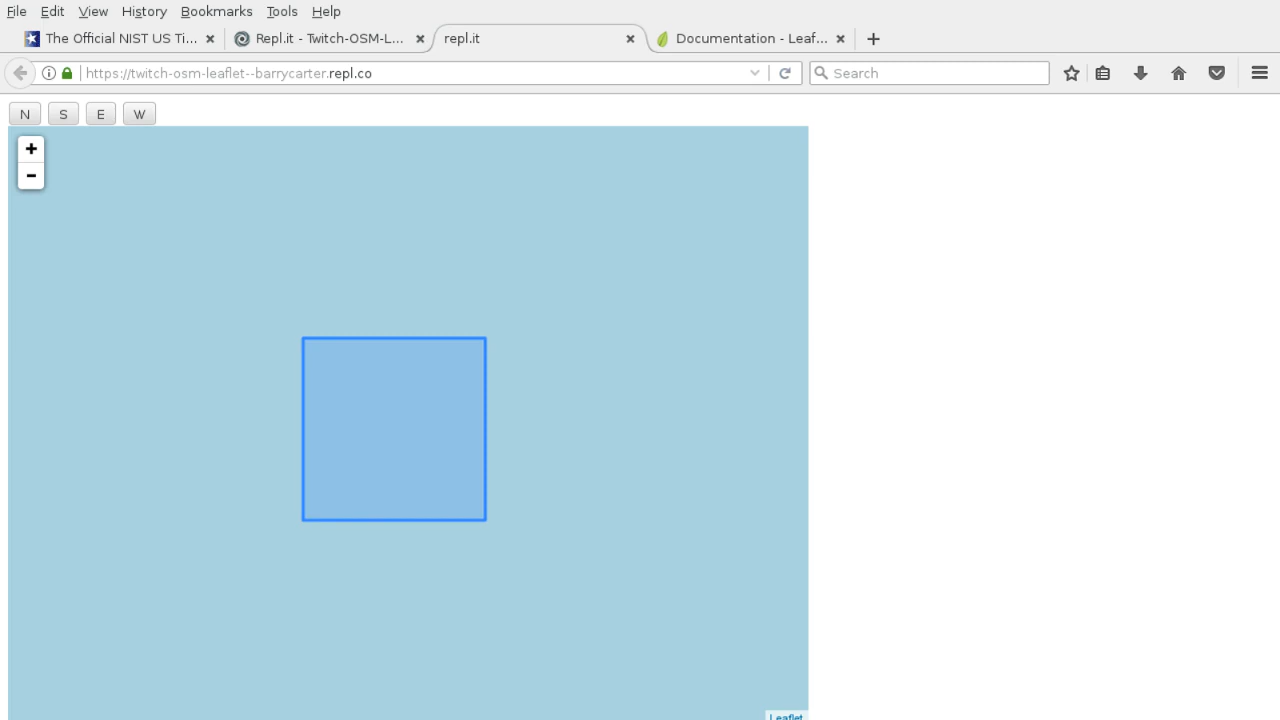 File Edit View History Bookmarks Tools Help
The Official NIST US Ti... Repl.it - Twitch-OSM-L... repl.it Documentation - Leaf...
https://twitch-osm-leaflet--barrycarter.repl.co Search
N S E W
+
-
Leaflet